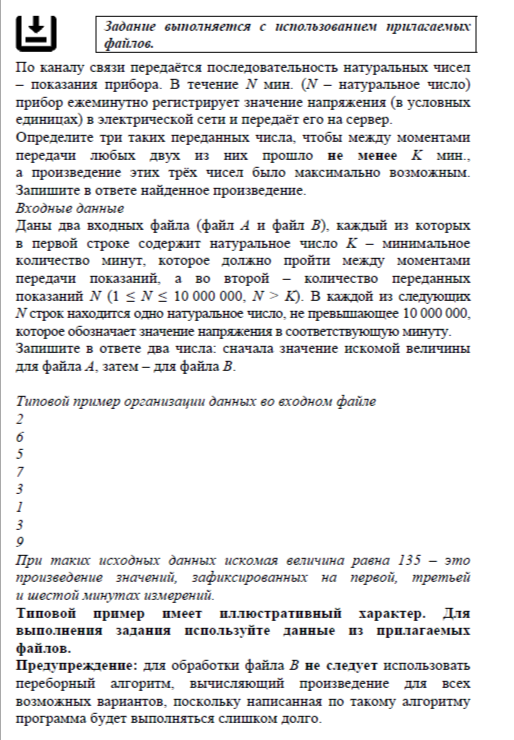 Задание выполняется с использованием прилагаемых
файлов.
По каналу связи передаётся последовательность натуральных чисел
– показания прибора. В течение N мин. (N – натуральное число)
прибор ежеминутно регистрирует значение напряжения (в условных
единицах) в электрической сети и передаёт его на сервер.
Определите три таких переданных числа, чтобы между моментами
передачи любых двух из них прошло не менее K мин.,
а произведение этих трёх чисел было максимально возможным.
Запишите в ответе найденное произведение.
Входные данные
Даны два входных файла (файл A и файл B), каждый из которых
в первой строке содержит натуральное число K – минимальное
количество минут, которое должно пройти между моментами
передачи показаний, а во второй – количество переданных
показаний N (1 ≤ N ≤ 10 000 000, N > K). В каждой из следующих
N строк находится одно натуральное число, не превышающее 10 000 000,
которое обозначает значение напряжения в соответствующую минуту.
Запишите в ответе два числа: сначала значение искомой величины
для файла A, затем – для файла B.
Типовой пример организации данных во входном файле
2
6
5
7
3
1
3
9
При таких исходных данных искомая величина равна 135 – это
произведение значений, зафиксированных на первой, третьей
и шестой минутах измерений.
Типовой пример имеет иллюстративный характер. Для
выполнения задания используйте данные из прилагаемых
файлов.
Предупреждение: для обработки файла B не следует использовать
переборный алгоритм, вычисляющий произведение для всех
возможных вариантов, поскольку написанная по такому алгоритму
программа будет выполняться слишком долго.